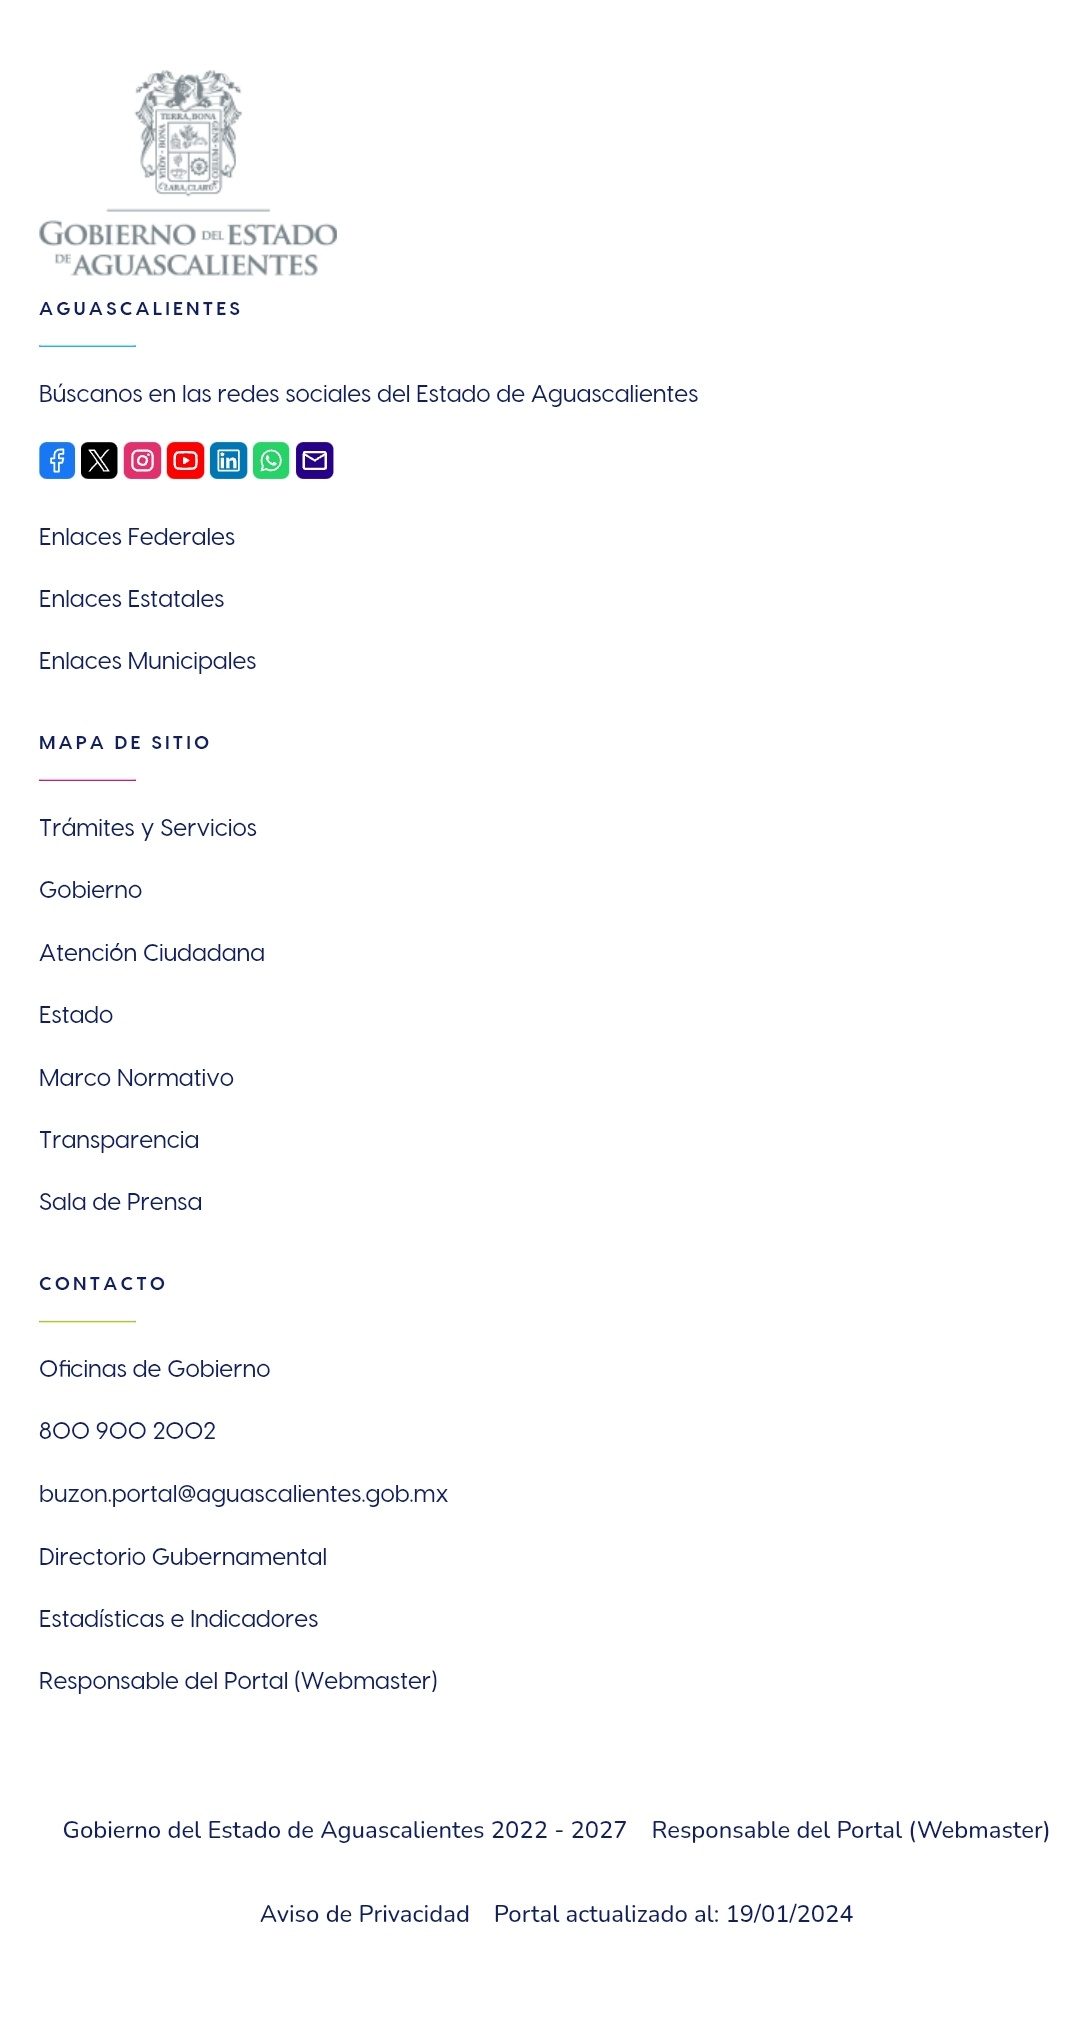 TERRA, BONA
BONA, AQUA
CLARA, CLARUM
GOBIERNO DEL ESTADO
DE AGUASCALIENTES
AGUASCALIENTES
Búscanos en las redes sociales del Estado de Aguascalientes
Enlaces Federales
Enlaces Estatales
Enlaces Municipales
MAPA DE SITIO
Trámites y Servicios
Gobierno
Atención Ciudadana
Estado
Marco Normativo
Transparencia
Sala de Prensa
CONTACTO
Oficinas de Gobierno
800 900 2002
buzon.portal@aguascalientes.gob.mx
Directorio Gubernamental
Estadísticas e Indicadores
Responsable del Portal (Webmaster)
Gobierno del Estado de Aguascalientes 2022 - 2027 Responsable del Portal (Webmaster)
Aviso de Privacidad Portal actualizado al: 19/01/2024